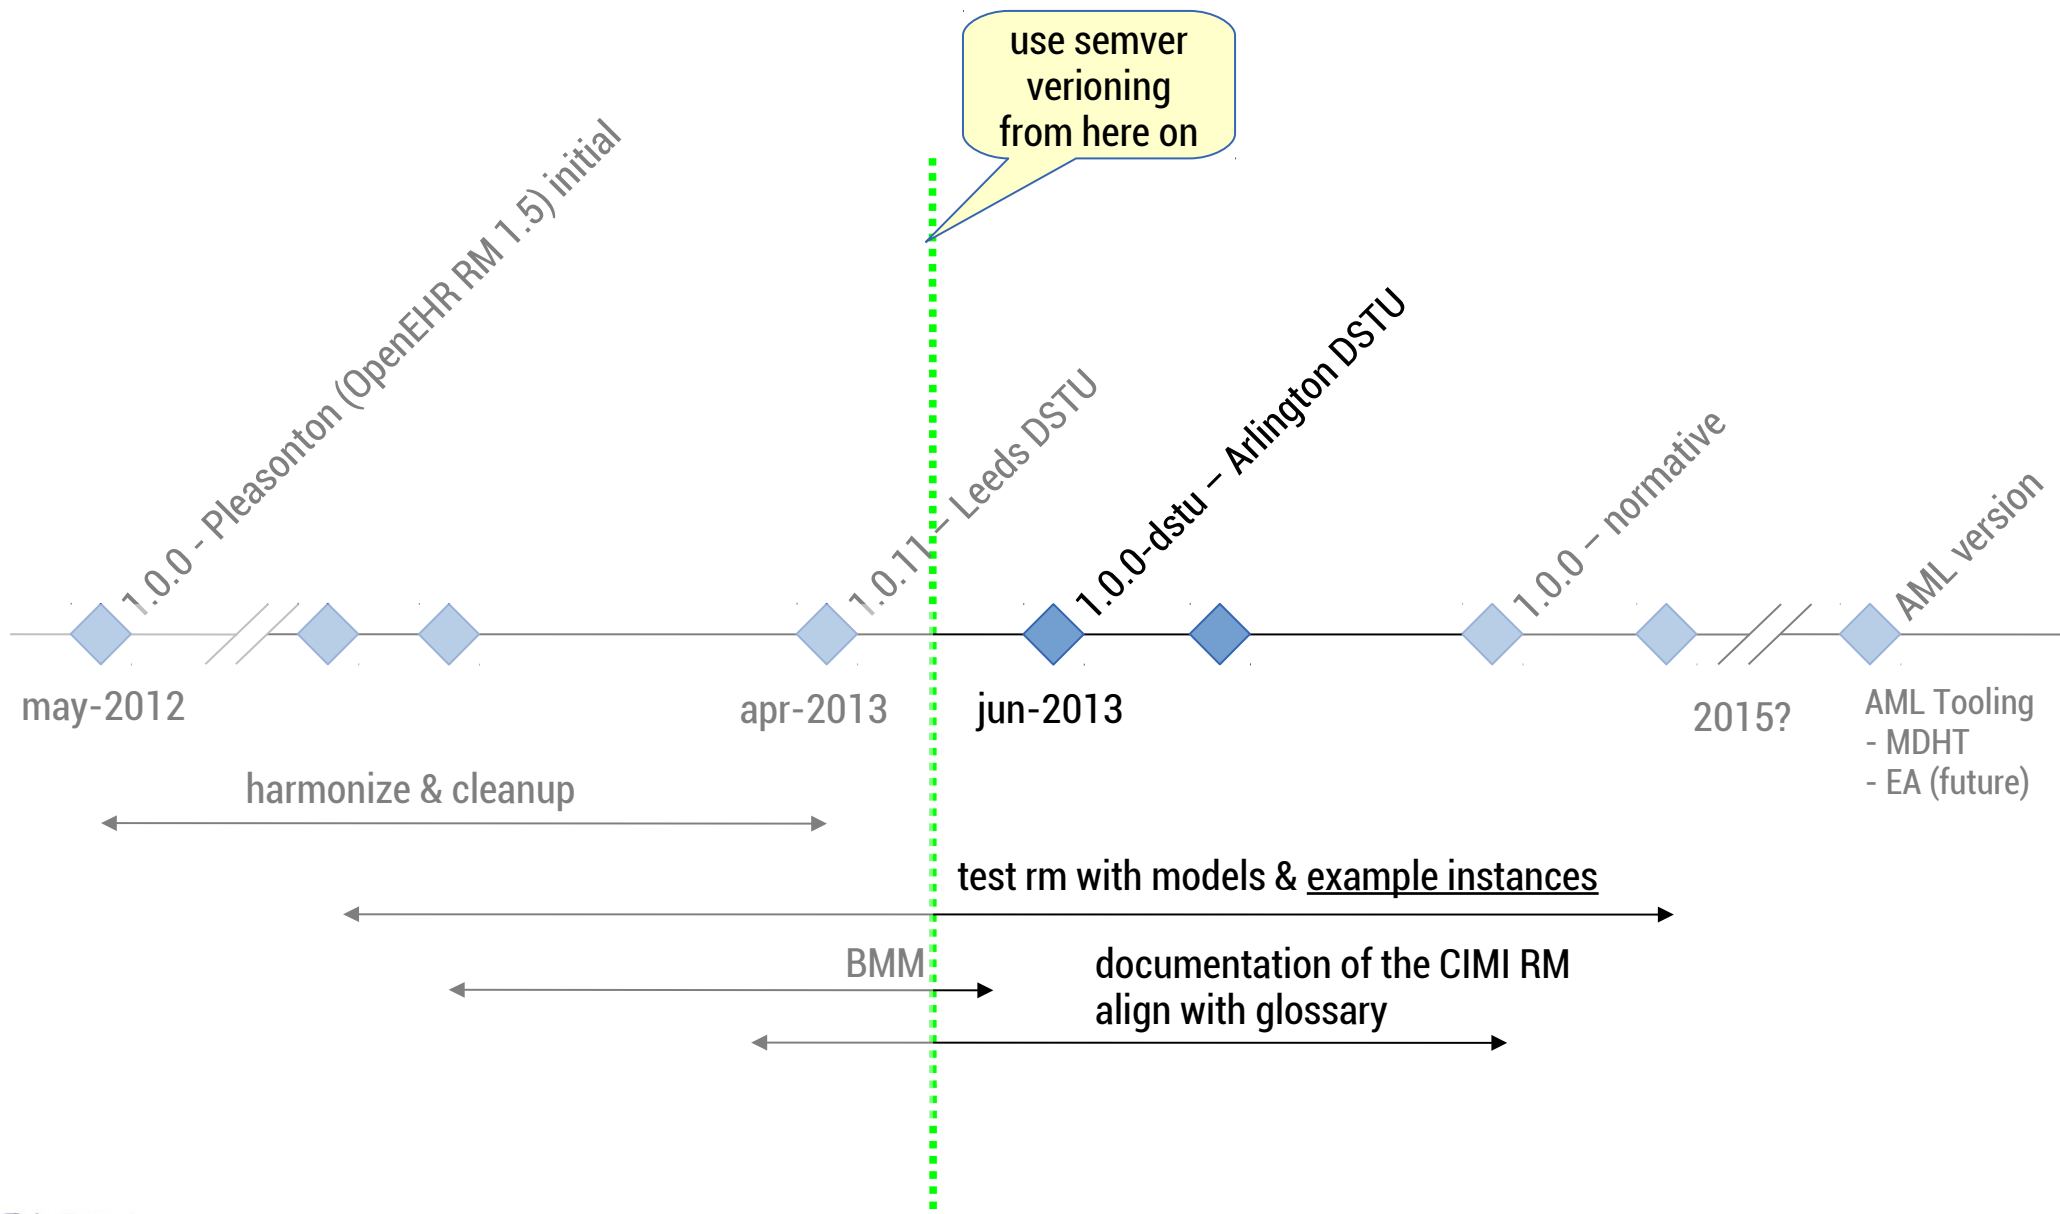 use semver
verioning
from here on
1.0.0 - Pleasonton (OpenEHR RM 1.5) initial
1.0.11 – Leeds DSTU
1.0.0-dstu – Arlington DSTU
1.0.0 – normative
AML version
may-2012
apr-2013
jun-2013
2015?
AML Tooling
- MDHT
- EA (future)
harmonize & cleanup
test rm with models & example instances
BMM
documentation of the CIMI RM
align with glossary